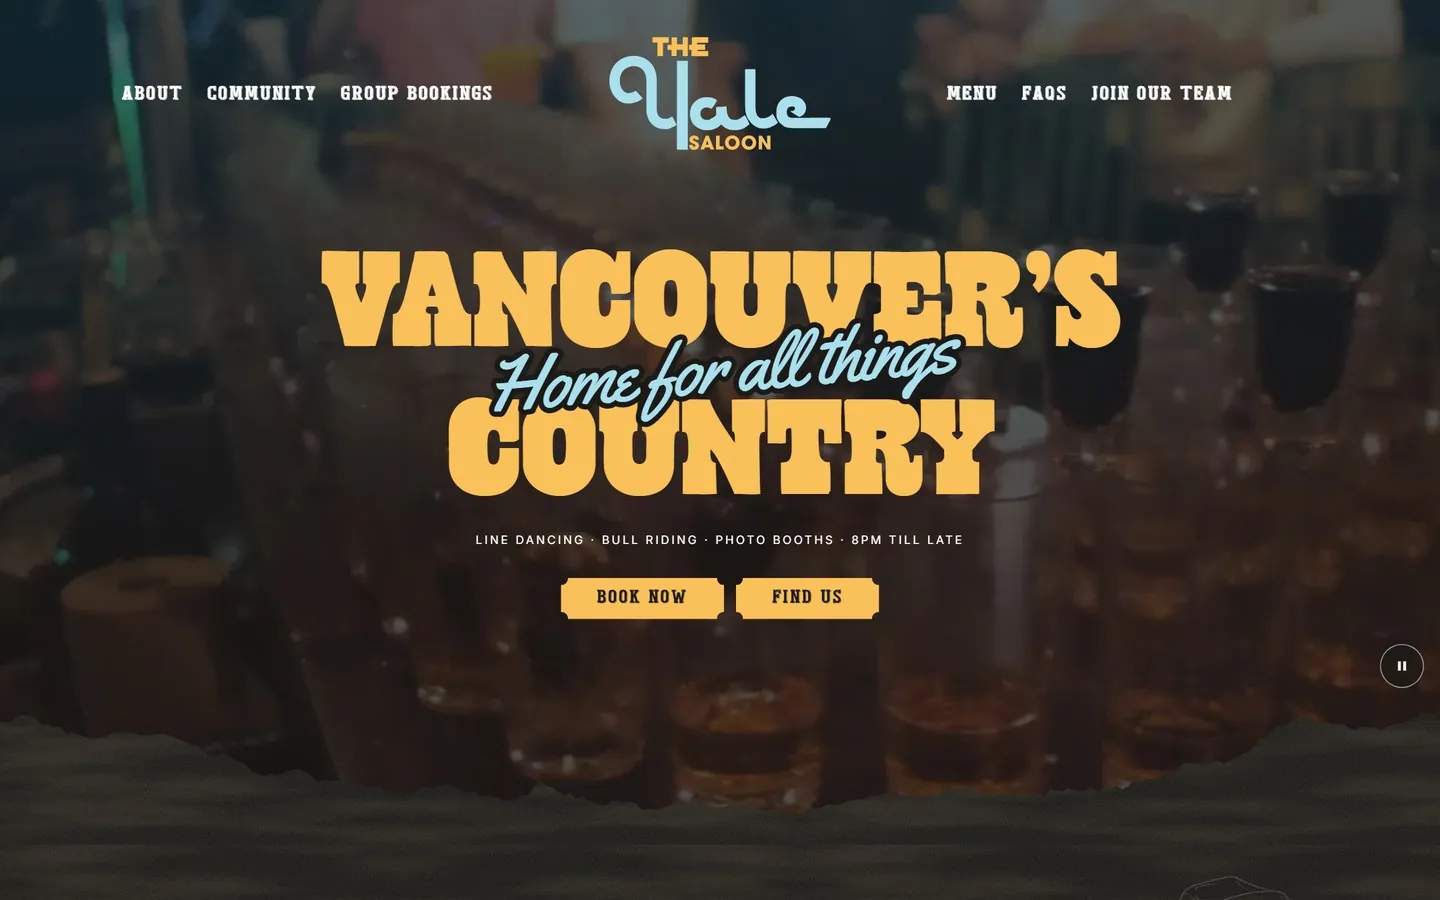 ABOUT COMMUNITY GROUP BOOKINGS
THE
Yale
SALOON
MENU FAQS JOIN OUR TEAM
VANCOUVER'S
Home for all things
COUNTRY
LINE DANCING · BULL RIDING · PHOTO BOOTHS · 8PM TILL LATE
BOOK NOW FIND US